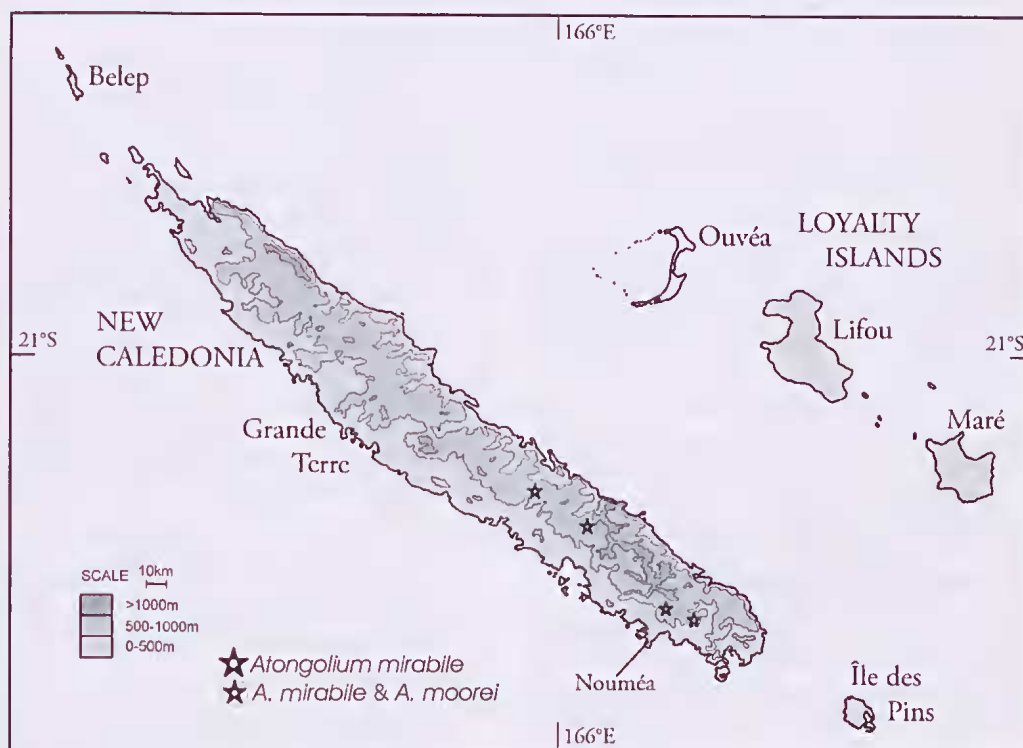 166°E
Belep
Ouvéa
LOYALTY
ISLANDS
NEW
CALEDONIA
Lifou
21°S
21°S
Grande
Terre
Maré
SCALE 10km
>1000m
500-1000m
0-500m
Atongolium mirabile
A. mirabile & A. moorei
Nouméa
Île des
Pins
166°E